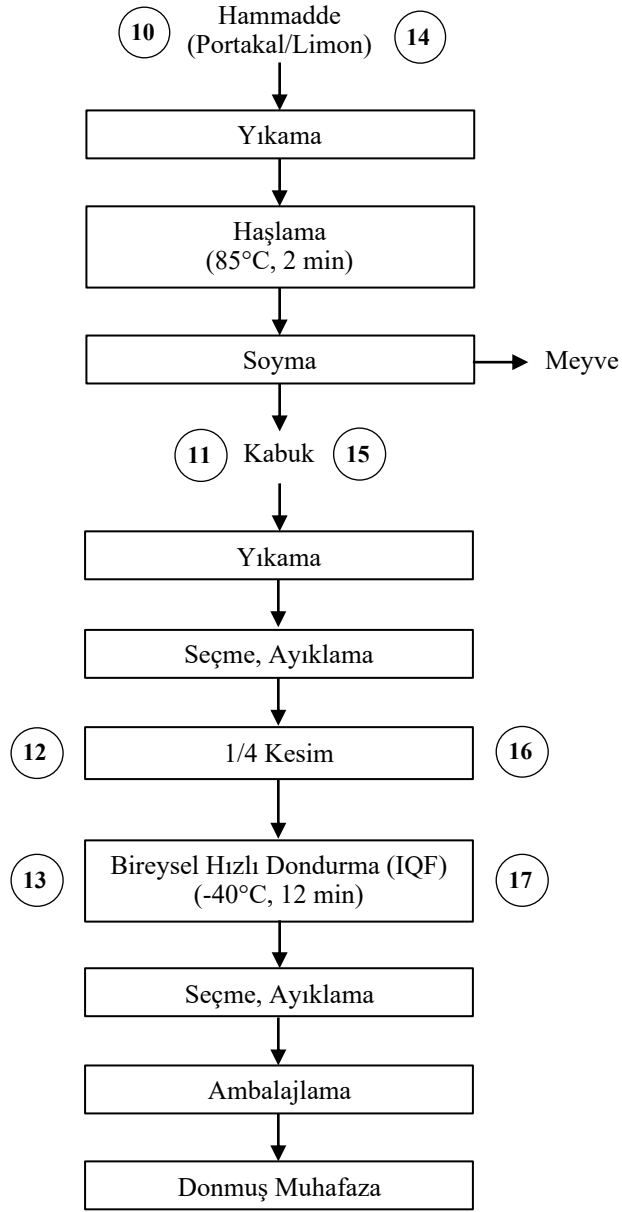 10 Hammadde 14
(Portakal/Limon)
Yıkama
Haşlama
(85°C, 2 min)
Soyma Meyve
11 Kabuk 15
Yıkama
Seçme, Ayıklama
12 1/4 Kesim 16
13 Bireysel Hızlı Dondurma (IQF) 17
(-40°C, 12 min)
Seçme, Ayıklama
Ambalajlama
Donmuş Muhafaza